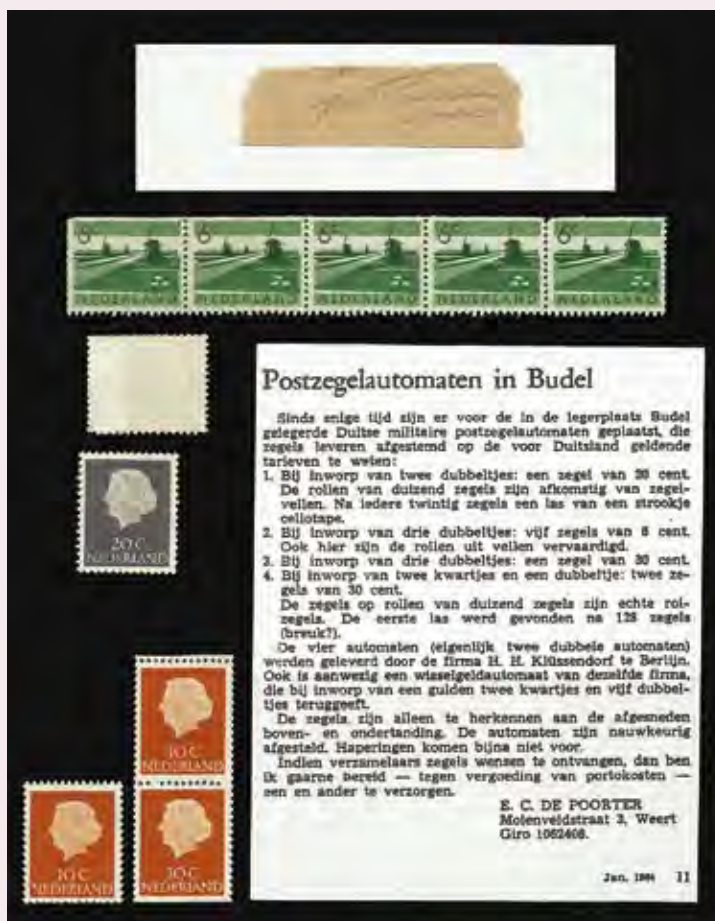 6c 6c 6c 6c 6c
NEDERLAND NEDERLAND NEDERLAND NEDERLAND NEDERLAND
Postzegelautomaten in Budel
Sinds enige tijd zijn er voor de in de legerplaats Budel
gelegerde Duitse militaire postzegelautomaten geplaatst, die
zegels leveren afgestemd op de voor Duitsland geldende
tarieven te weten:
1. Bij inworp van twee dubbeltjes: een zegel van 20 cent.
De rollen van duizend zegels zijn afkomstig van zegel-
vellen. Na iedere twintig zegels een las van een strookje
cellotape.
2. Bij inworp van drie dubbeltjes: vijf zegels van 6 cent.
Ook hier zijn de rollen uit vellen vervaardigd.
3. Bij inworp van drie dubbeltjes: een zegel van 30 cent.
4. Bij inworp van twee kwartjes en een dubbeltje: twee ze-
gels van 30 cent.
De zegels op rollen van duizend zegels zijn echte rol-
zegels. De eerste las werd gevonden na 128 zegels
(breuk?).
De vier automaten (eigenlijk twee dubbele automaten)
werden geleverd door de firma H. H. Klüssendorf te Berlijn.
Ook is aanwezig een wisselgeldautomaat van dezelfde firma,
die bij inworp van een gulden twee kwartjes en vijf dubbel-
tjes teruggeeft.
De zegels zijn alleen te herkennen aan de afgesneden
boven- en ondertanding. De automaten zijn nauwkeurig
afgesteld. Haperingen komen bijna niet voor.
Indien verzamelaars zegels wensen te ontvangen, dan ben
ik gaarne bereid — tegen vergoeding van portokosten —
een en ander te verzorgen.
E. C. DE POORTER
Molenveldstraat 3, Weert
Giro 1062408.
Jan. 1964 11
20 C
NEDERLAND
NEDERLAND
NEDERLAND
NEDERLAND